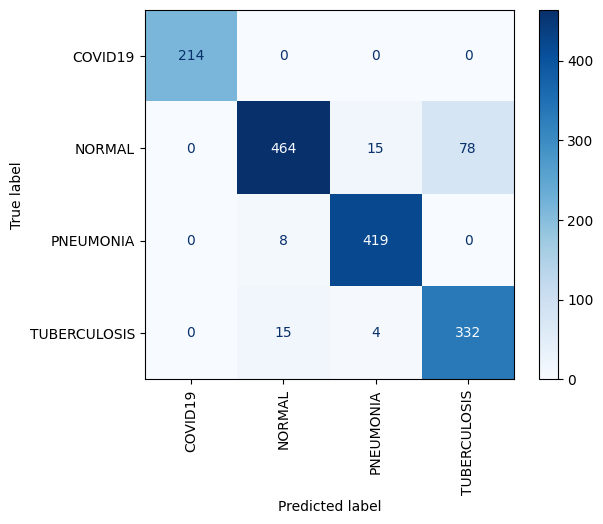 COVID19 214 0 0 0
NORMAL 0 464 15 78
PNEUMONIA 0 8 419 0
TUBERCULOSIS 0 15 4 332
COVID19 NORMAL PNEUMONIA TUBERCULOSIS
Predicted label
True label
400
300
200
100
0